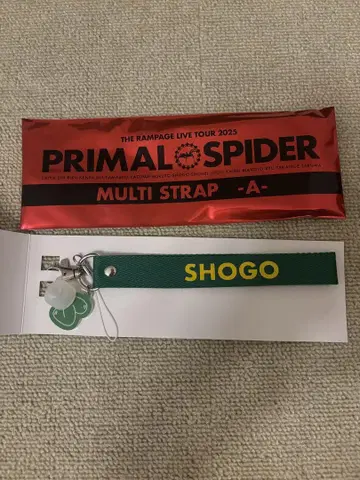 THE RAMPAGE LIVE TOUR 2025
PRIMAL SPIDER
MULTI STRAP -A-
SHOGO